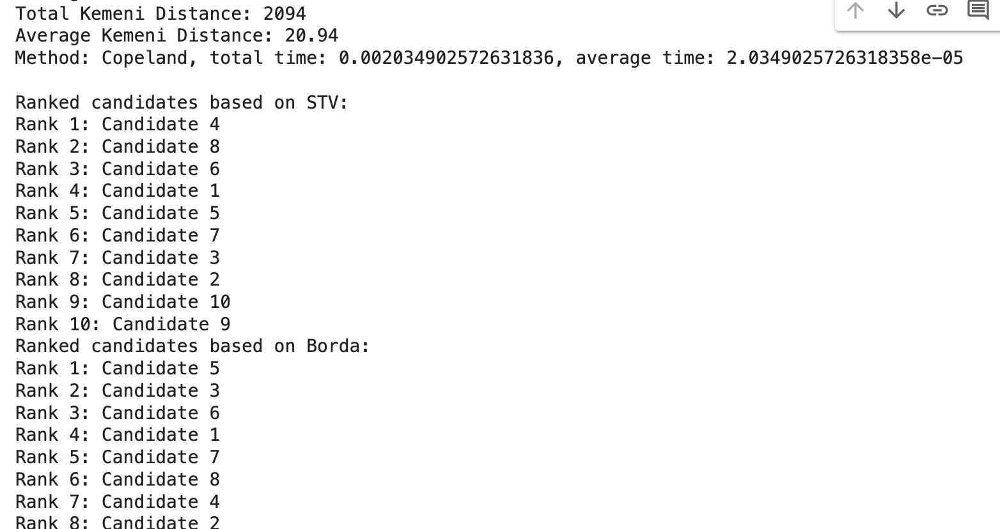 Total Kemeni Distance: 2094
Average Kemeni Distance: 20.94
Method: Copeland, total time: 0.002034902572631836, average time: 2.0349025726318358e-05
Ranked candidates based on STV:
Rank 1: Candidate 4
Rank 2: Candidate 8
Rank 3: Candidate 6
Rank 4: Candidate 1
Rank 5: Candidate 5
Rank 6: Candidate 7
Rank 7: Candidate 3
Rank 8: Candidate 2
Rank 9: Candidate 10
Rank 10: Candidate 9
Ranked candidates based on Borda:
Rank 1: Candidate 5
Rank 2: Candidate 3
Rank 3: Candidate 6
Rank 4: Candidate 1
Rank 5: Candidate 7
Rank 6: Candidate 8
Rank 7: Candidate 4
Rank 8: Candidate 2